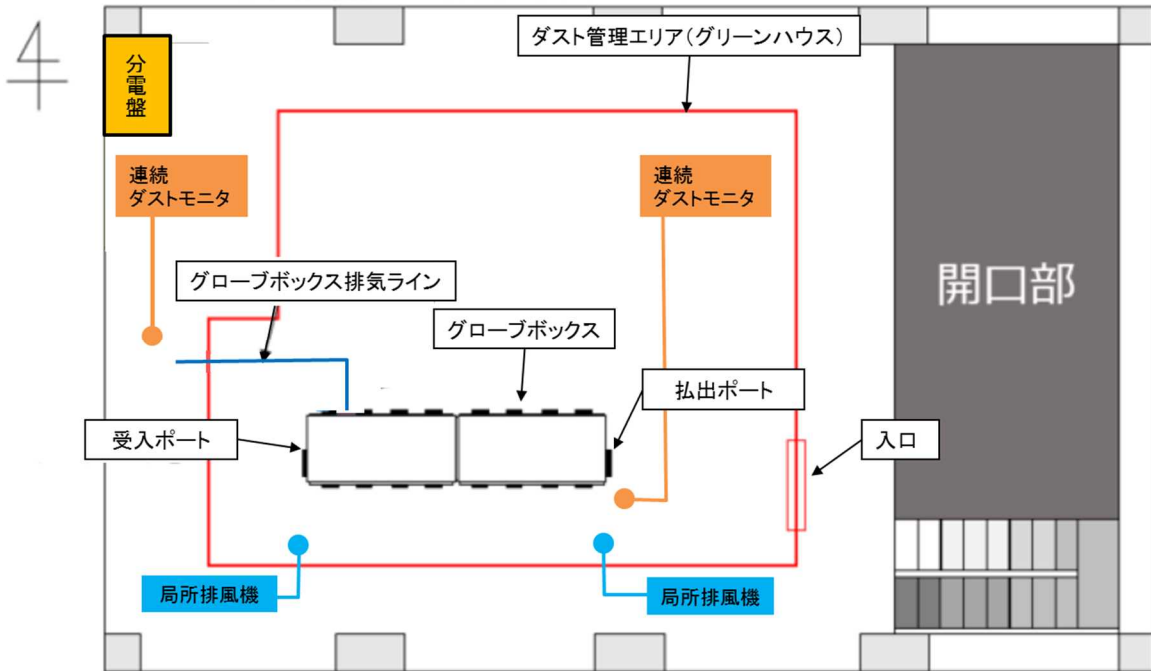 ダスト管理エリア(グリーンハウス)
分電盤
連続
ダストモニタ
連続
ダストモニタ
グローブボックス排気ライン
開口部
グローブボックス
払出ポート
受入ポート
入口
局所排風機
局所排風機